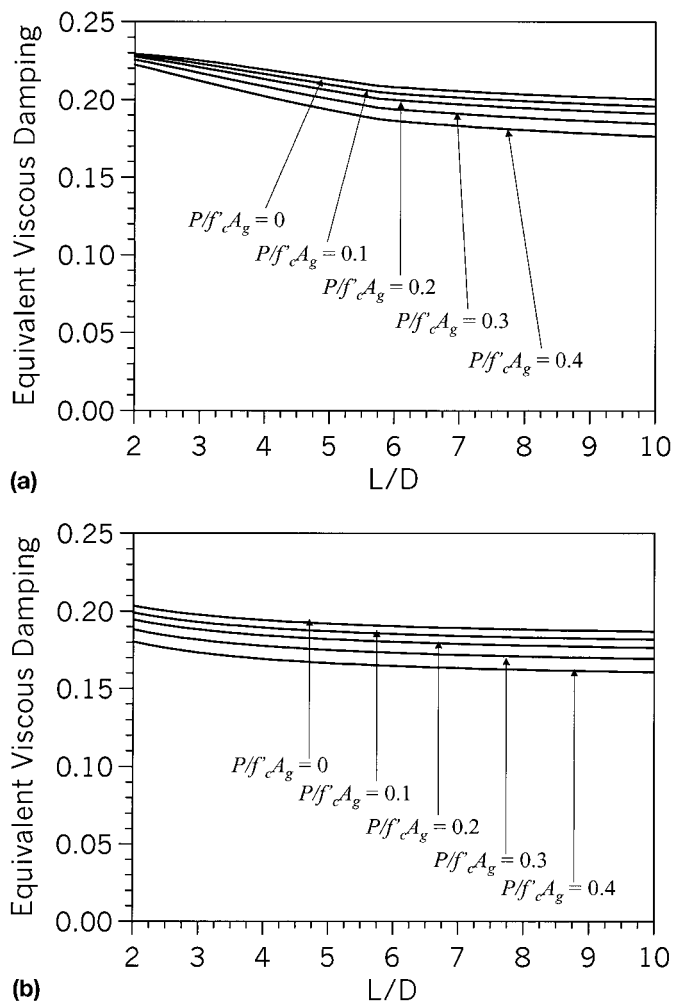 0.25
0.20
0.15
0.10
0.05
0.00
Equivalent Viscous Damping
P/f'cAg = 0
P/f'cAg = 0.1
P/f'cAg = 0.2
P/f'cAg = 0.3
P/f'cAg = 0.4
2 3 4 5 6 7 8 9 10
L/D
(a)
0.25
0.20
0.15
0.10
0.05
0.00
Equivalent Viscous Damping
P/f'cAg = 0
P/f'cAg = 0.1
P/f'cAg = 0.2
P/f'cAg = 0.3
P/f'cAg = 0.4
2 3 4 5 6 7 8 9 10
L/D
(b)